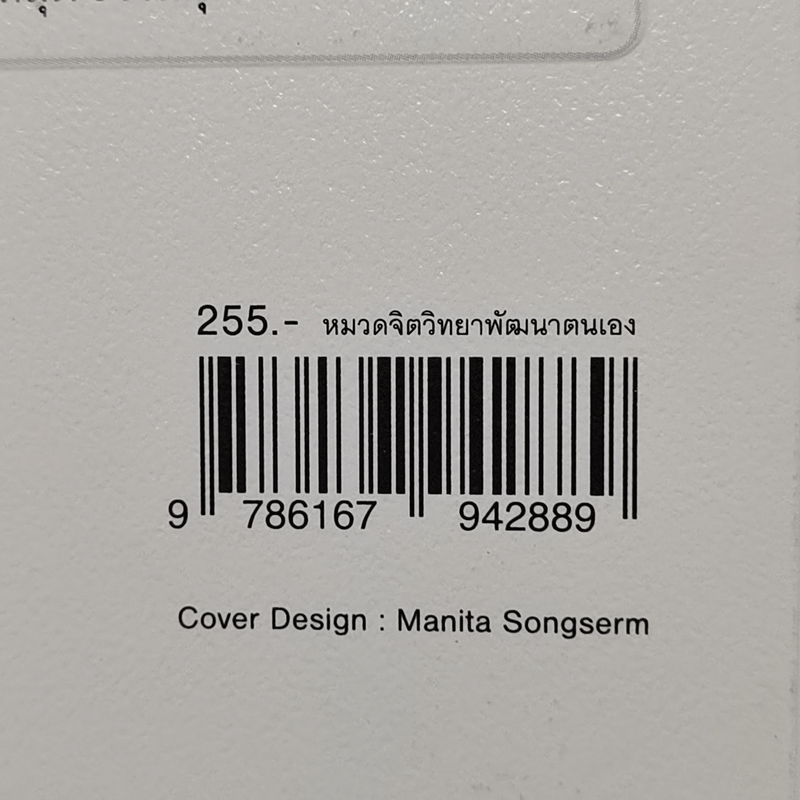 255.- หมวดจิตวิทยาพัฒนาตนเอง
9 786167 942889
Cover Design : Manita Songserm